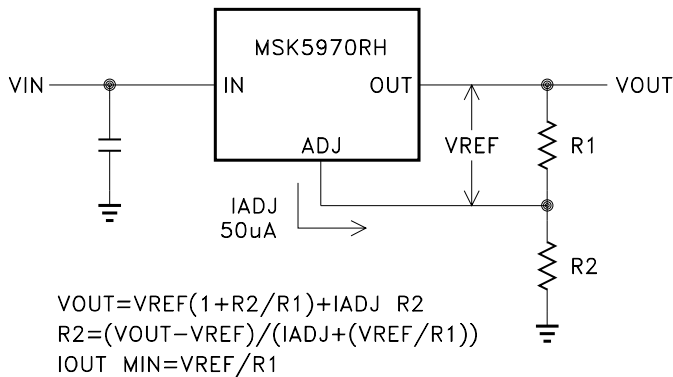 MSK5970RH
VIN
IN
OUT
VOUT
ADJ
VREF
R1
IADJ
50uA
R2
VOUT=VREF(1+R2/R1)+IADJ R2
R2=(VOUT-VREF)/(IADJ+(VREF/R1))
IOUT MIN=VREF/R1